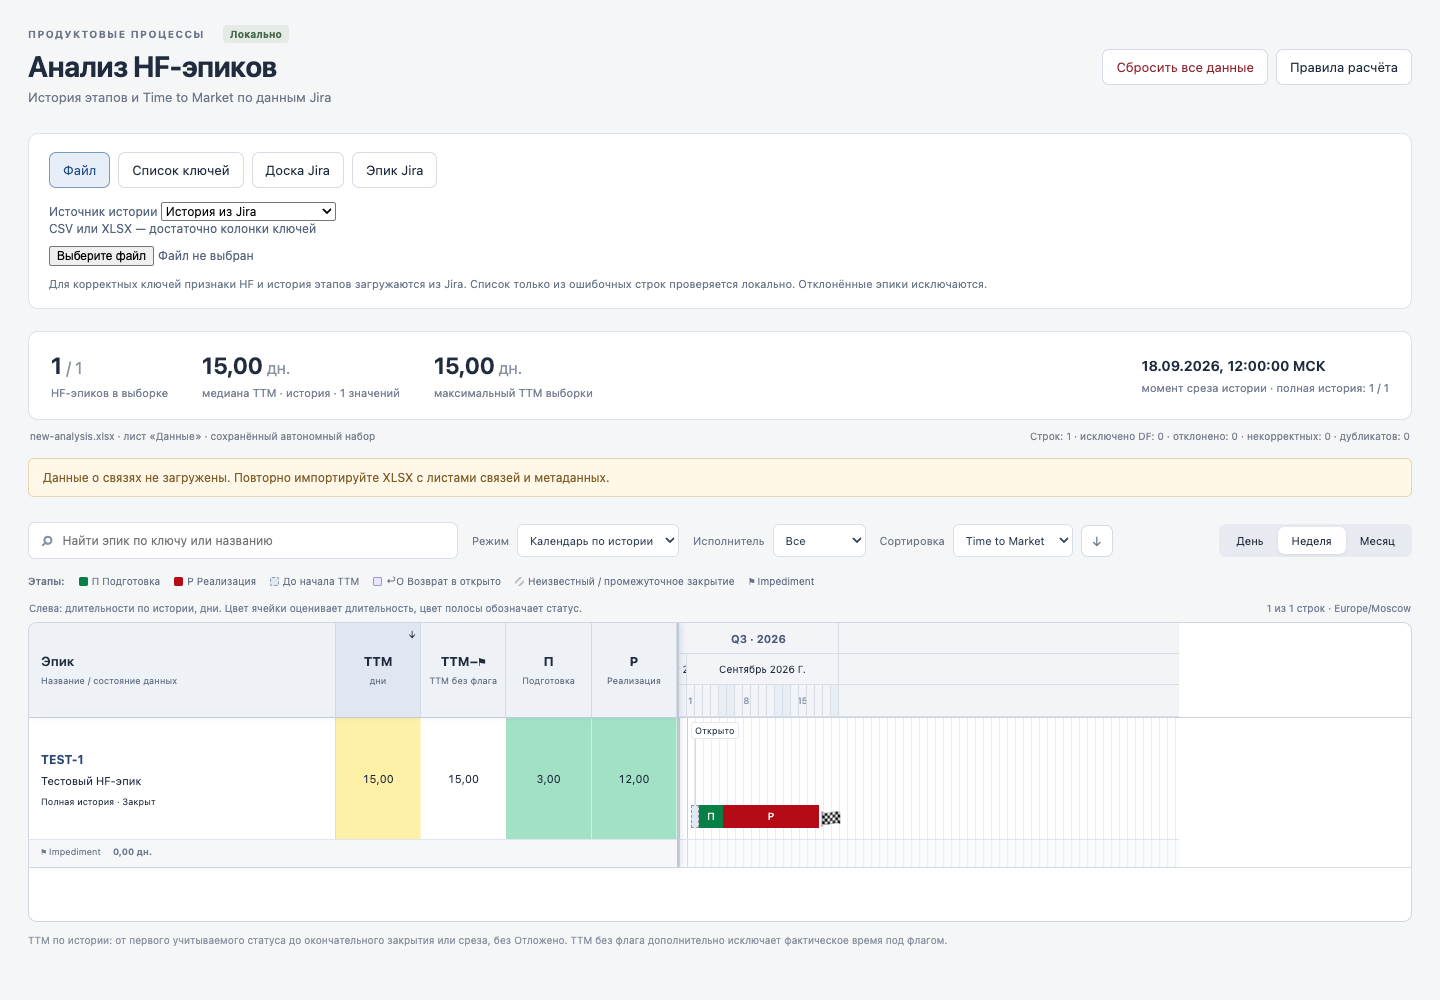 ПРОДУКТОВЫЕ ПРОЦЕССЫ Локально
Анализ HF-эпиков
История этапов и Time to Market по данным Jira
Сбросить все данные Правила расчёта
Файл Список ключей Доска Jira Эпик Jira
Источник истории История из Jira
CSV или XLSX — достаточно колонки ключей
Выберите файл Файл не выбран
Для корректных ключей признаки HF и история этапов загружаются из Jira. Список только из ошибочных строк проверяется локально. Отклонённые эпики исключаются.
1 / 1 15,00 дн. 15,00 дн. 18.09.2026, 12:00:00 МСК
HF-эпиков в выборке медиана TTM · история · 1 значений максимальный TTM выборки момент среза истории · полная история: 1 / 1
new-analysis.xlsx · лист «Данные» · сохранённый автономный набор Строк: 1 · исключено DF: 0 · отклонено: 0 · некорректных: 0 · дубликатов: 0
Данные о связях не загружены. Повторно импортируйте XLSX с листами связей и метаданных.
Найти эпик по ключу или названию Режим Календарь по истории Исполнитель Все Сортировка Time to Market ↓ День Неделя Месяц
Этапы: П Подготовка Р Реализация До начала TTM ↩О Возврат в открыто Неизвестный / промежуточное закрытие ⚑ Impediment
Слева: длительности по истории, дни. Цвет ячейки оценивает длительность, цвет полосы обозначает статус. 1 из 1 строк · Europe/Moscow
↓ Q3 · 2026
Эпик TTM TTM−⚑ П Р Сентябрь 2026 Г.
Название / состояние данных дни TTM без флага Подготовка Реализация
1 8 15
Открыто
TEST-1
Тестовый HF-эпик 15,00 15,00 3,00 12,00
Полная история · Закрыт
П Р
⚑ Impediment 0,00 дн.
TTM по истории: от первого учитываемого статуса до окончательного закрытия или среза, без Отложено. TTM без флага дополнительно исключает фактическое время под флагом.